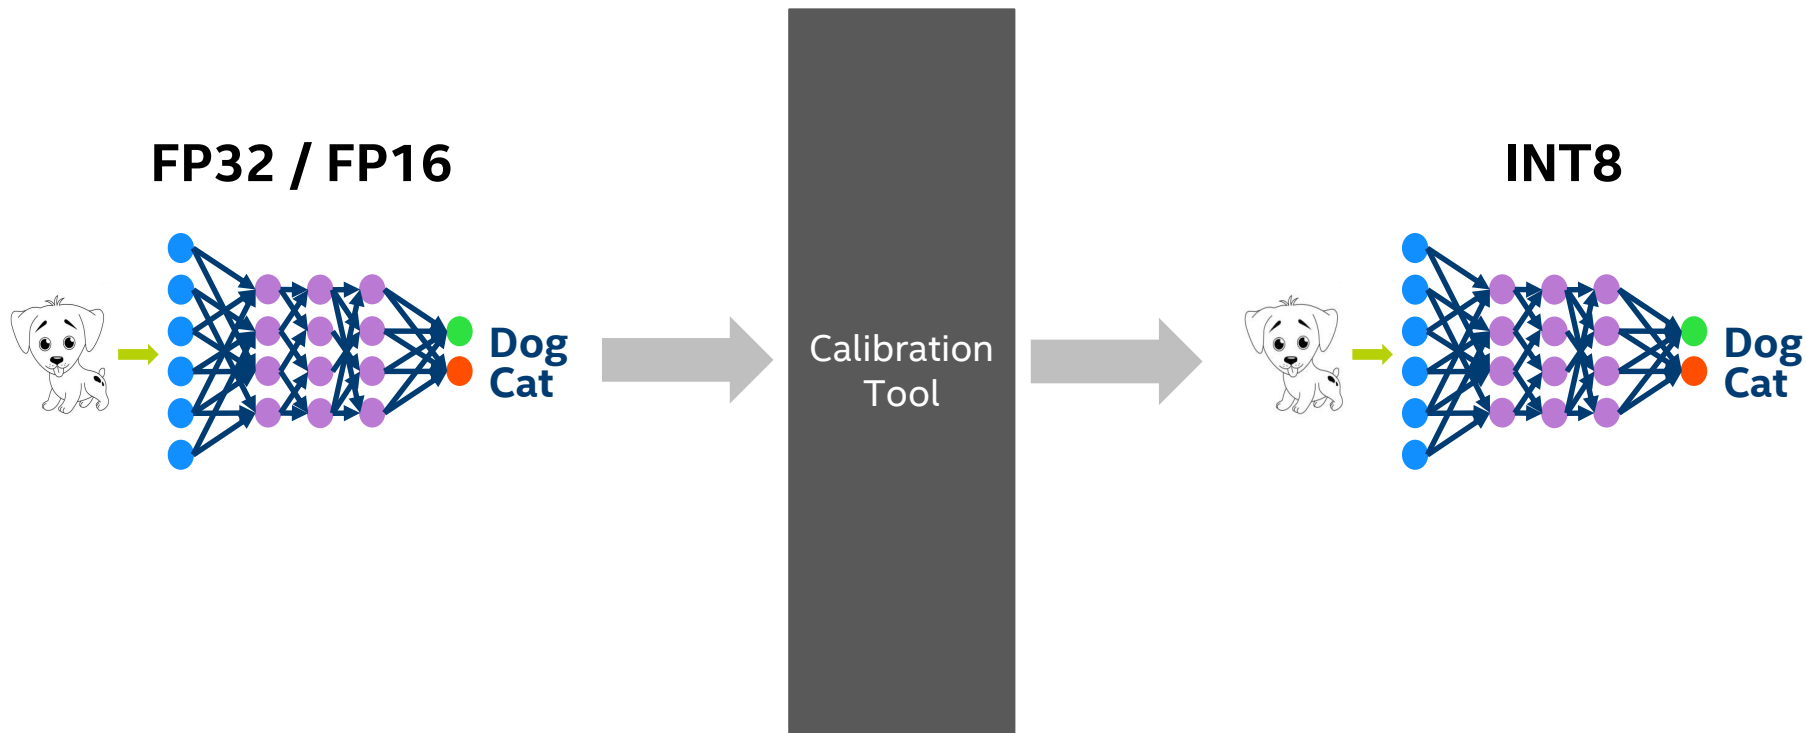 FP32 / FP16
Dog
Cat
Calibration
Tool
INT8
Dog
Cat